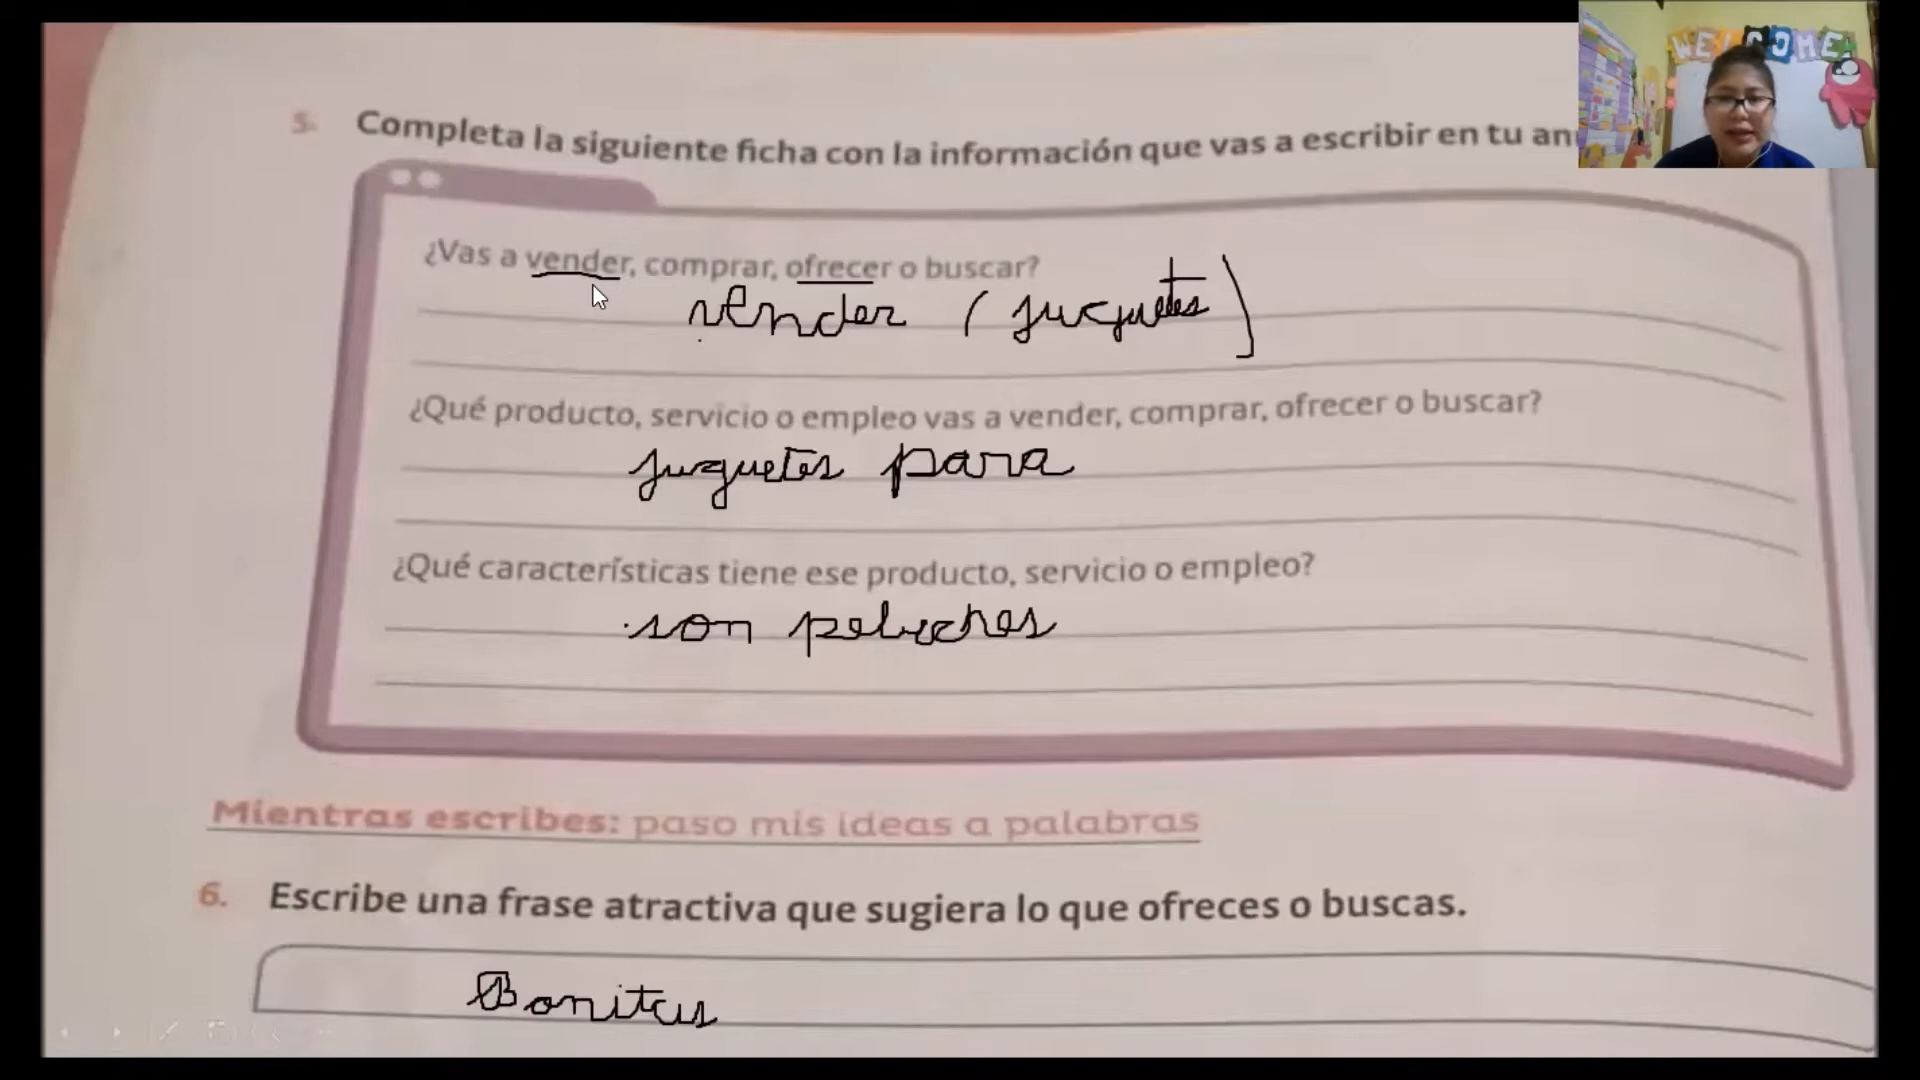 WELCOME
5. Completa la siguiente ficha con la información que vas a escribir en tu an
¿Vas a vender, comprar, ofrecer o buscar?
vender (juguetes)
¿Qué producto, servicio o empleo vas a vender, comprar, ofrecer o buscar?
juguetes para
¿Qué características tiene ese producto, servicio o empleo?
son peluches
Mientras escribes: paso mis ideas a palabras
6. Escribe una frase atractiva que sugiera lo que ofreces o buscas.
Bonitos